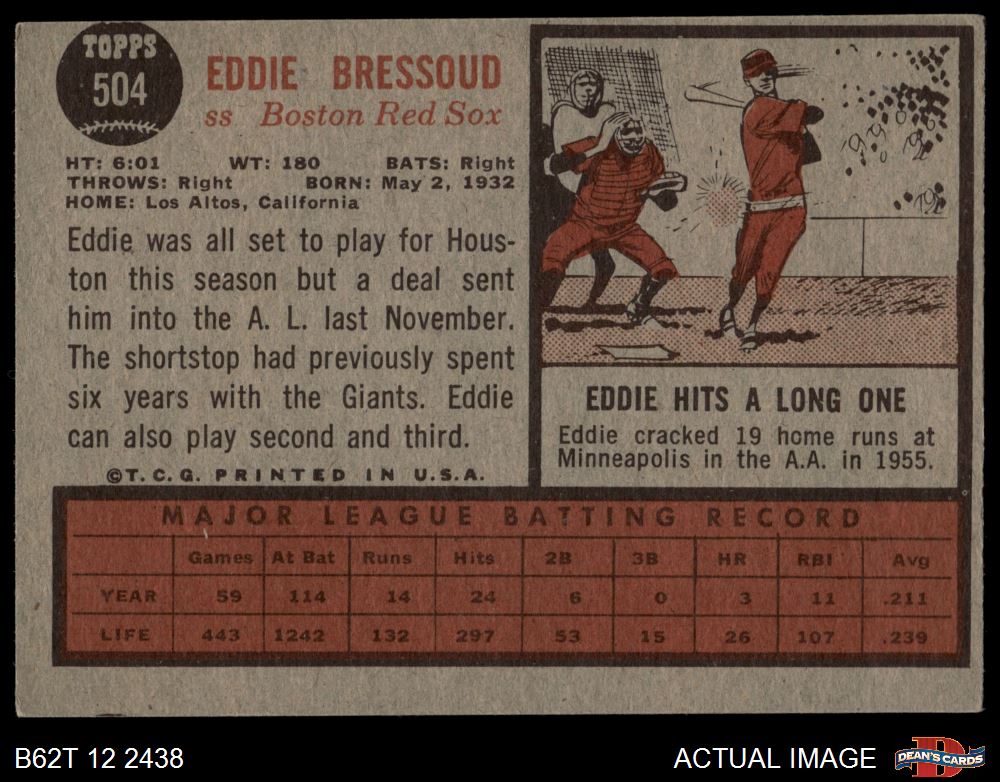 TOPPS
504
EDDIE BRESSOUD
ss Boston Red Sox
HT: 6:01 WT: 180 BATS: Right
THROWS: Right BORN: May 2, 1932
HOME: Los Altos, California
Eddie was all set to play for Hous-
ton this season but a deal sent
him into the A. L. last November.
The shortstop had previously spent
six years with the Giants. Eddie
can also play second and third.
©T.C.G. PRINTED IN U.S.A.
EDDIE HITS A LONG ONE
Eddie cracked 19 home runs at
Minneapolis in the A.A. in 1955.
MAJOR LEAGUE BATTING RECORD
Games At Bat Runs Hits 2B 3B HR RBI Avg
YEAR 59 114 14 24 6 0 3 11 .211
LIFE 443 1242 132 297 53 15 26 107 .239
B62T 12 2438 ACTUAL IMAGE
DEAN'S CARDS